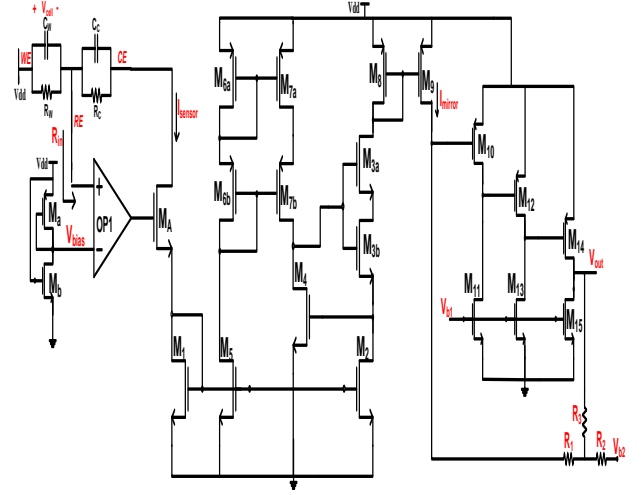 + V_cell -
C_w
C_c
WE
CE
Vdd
R_w
R_c
RE
I_sensor
R_in
Vdd
M_a
V_bias
M_b
+
OP1
-
M_A
M_1
M_5
M_2
M_6a
M_7a
M_6b
M_7b
M_4
M_3a
M_3b
Vdd
M_8
M_9
I_mirror
M_10
M_12
M_14
V_out
M_11
M_13
M_15
V_b1
R_3
R_1
R_2
V_b2